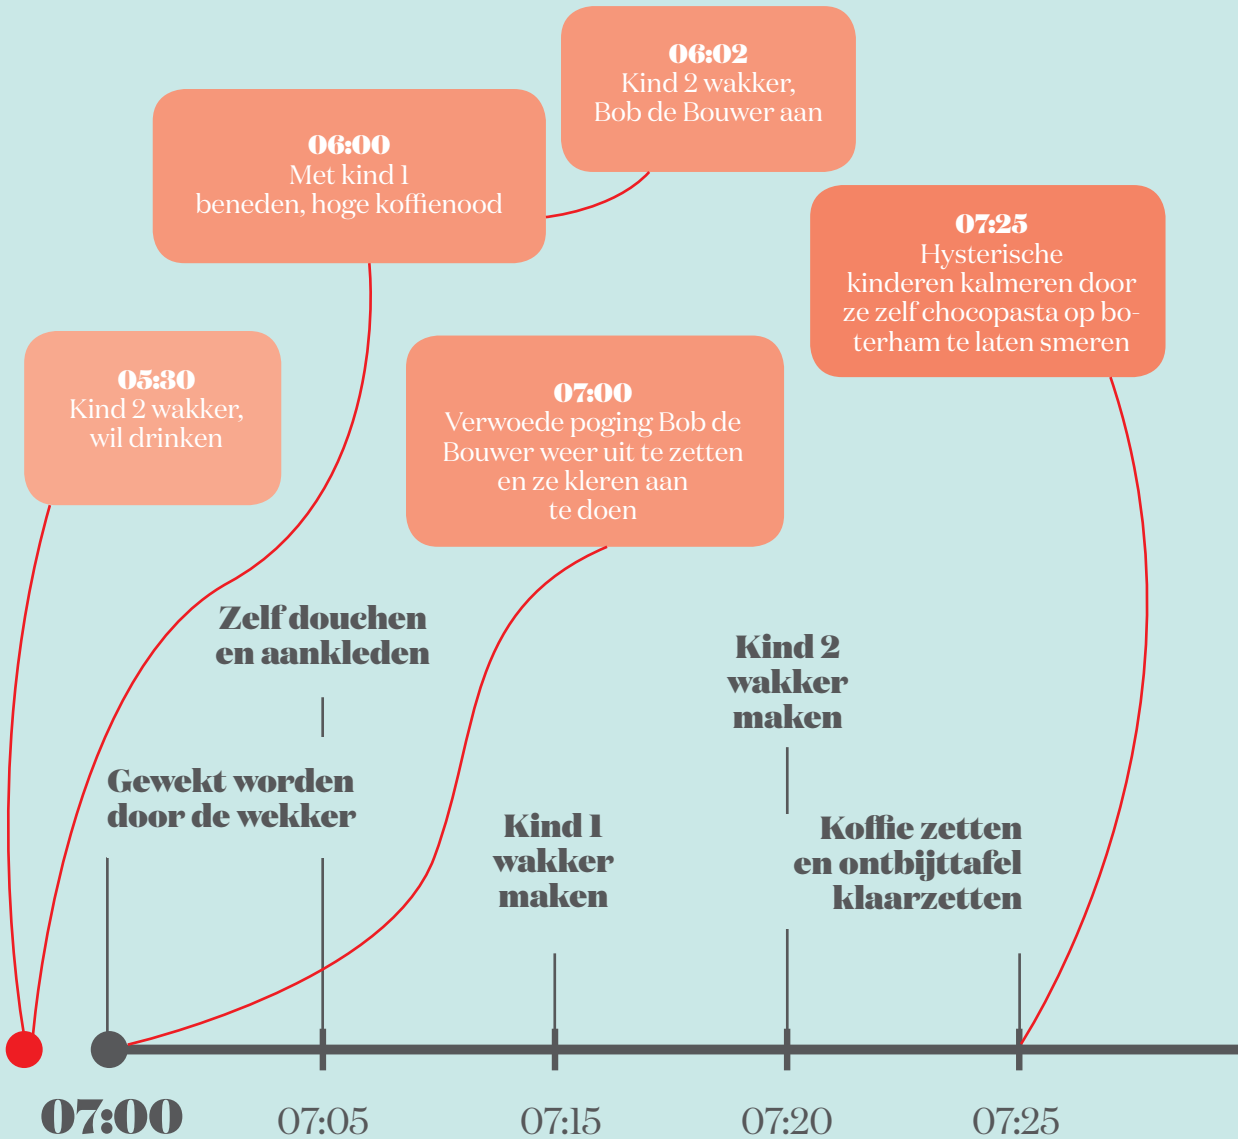 06:02
Kind 2 wakker,
Bob de Bouwer aan
06:00
Met kind 1
beneden, hoge koffienood
07:25
Hysterische
kinderen kalmeren door
ze zelf chocopasta op bo-
terham te laten smeren
05:30
Kind 2 wakker,
wil drinken
07:00
Verwoede poging Bob de
Bouwer weer uit te zetten
en ze kleren aan
te doen
Zelf douchen
en aankleden
Kind 2
wakker
maken
Gewekt worden
door de wekker
Kind 1
wakker
maken
Koffie zetten
en ontbijttafel
klaarzetten
07:00
07:05
07:15
07:20
07:25